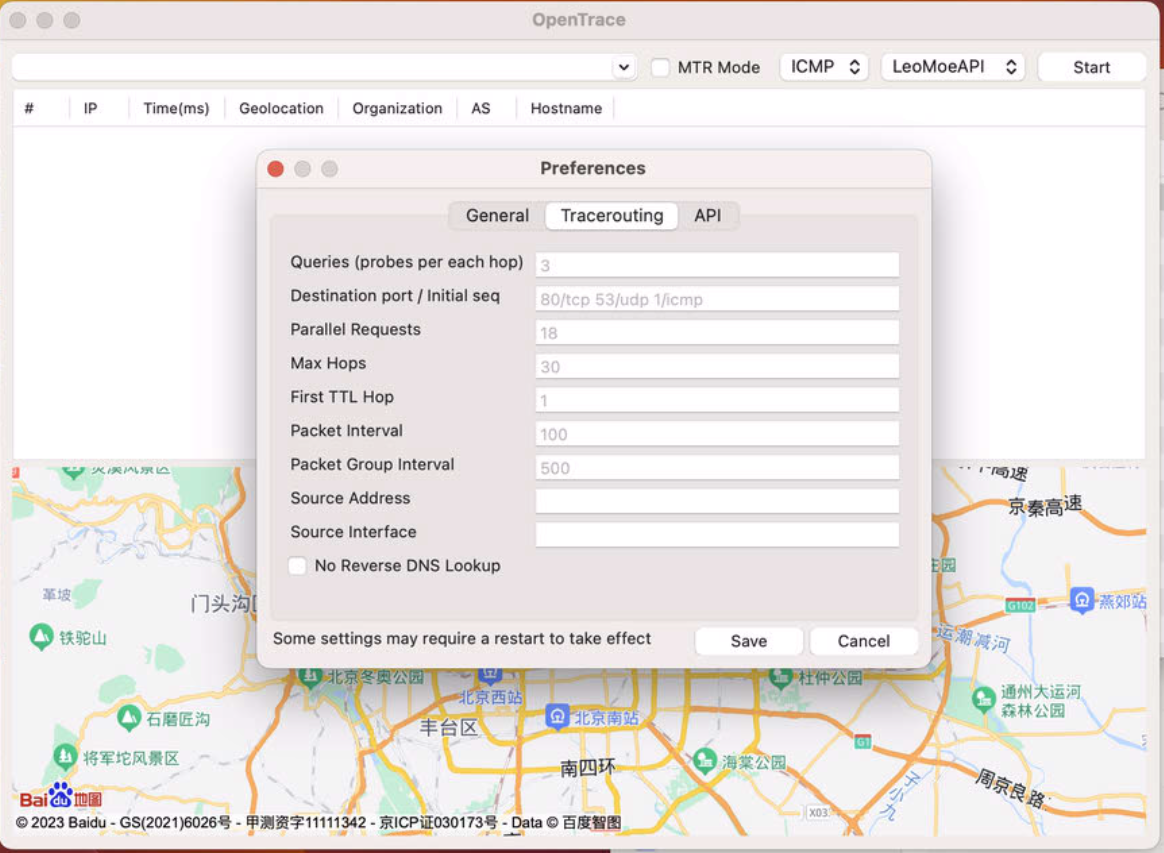 OpenTrace
MTR Mode ICMP LeoMoeAPI Start
# IP Time(ms) Geolocation Organization AS Hostname
Preferences
General Tracerouting API
Queries (probes per each hop) 3
Destination port / Initial seq 80/tcp 53/udp 1/icmp
Parallel Requests 18
Max Hops 30
First TTL Hop 1
Packet Interval 100
Packet Group Interval 500
Source Address
Source Interface
No Reverse DNS Lookup
Some settings may require a restart to take effect Save Cancel
京秦高速
庄园
革坡
门头沟区
G102
燕郊站
铁驼山
运潮减河
北京冬奥公园
北京西站
杜仲公园
通州大运河
森林公园
石磨匠沟
丰台区
北京南站
G1
将军坨风景区
南四环
海棠公园
子小九
周京良路
X03
Bai du 地图
© 2023 Baidu - GS(2021)6026号 - 甲测资字11111342 - 京ICP证030173号 - Data © 百度智图